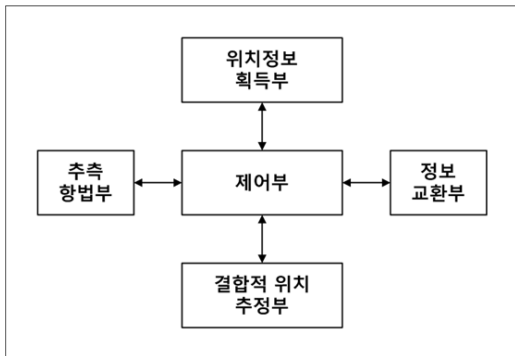 위치정보
획득부
추측
항법부
제어부
정보
교환부
결합적 위치
추정부